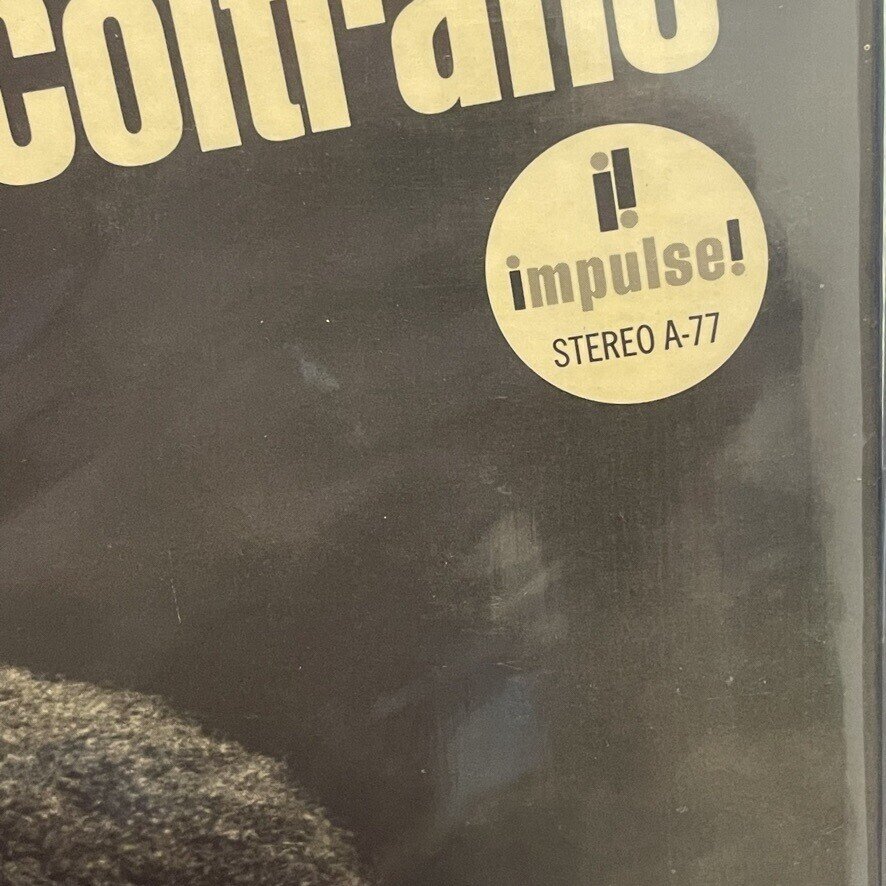 Coltrane
i!
impulse!
STEREO A-77